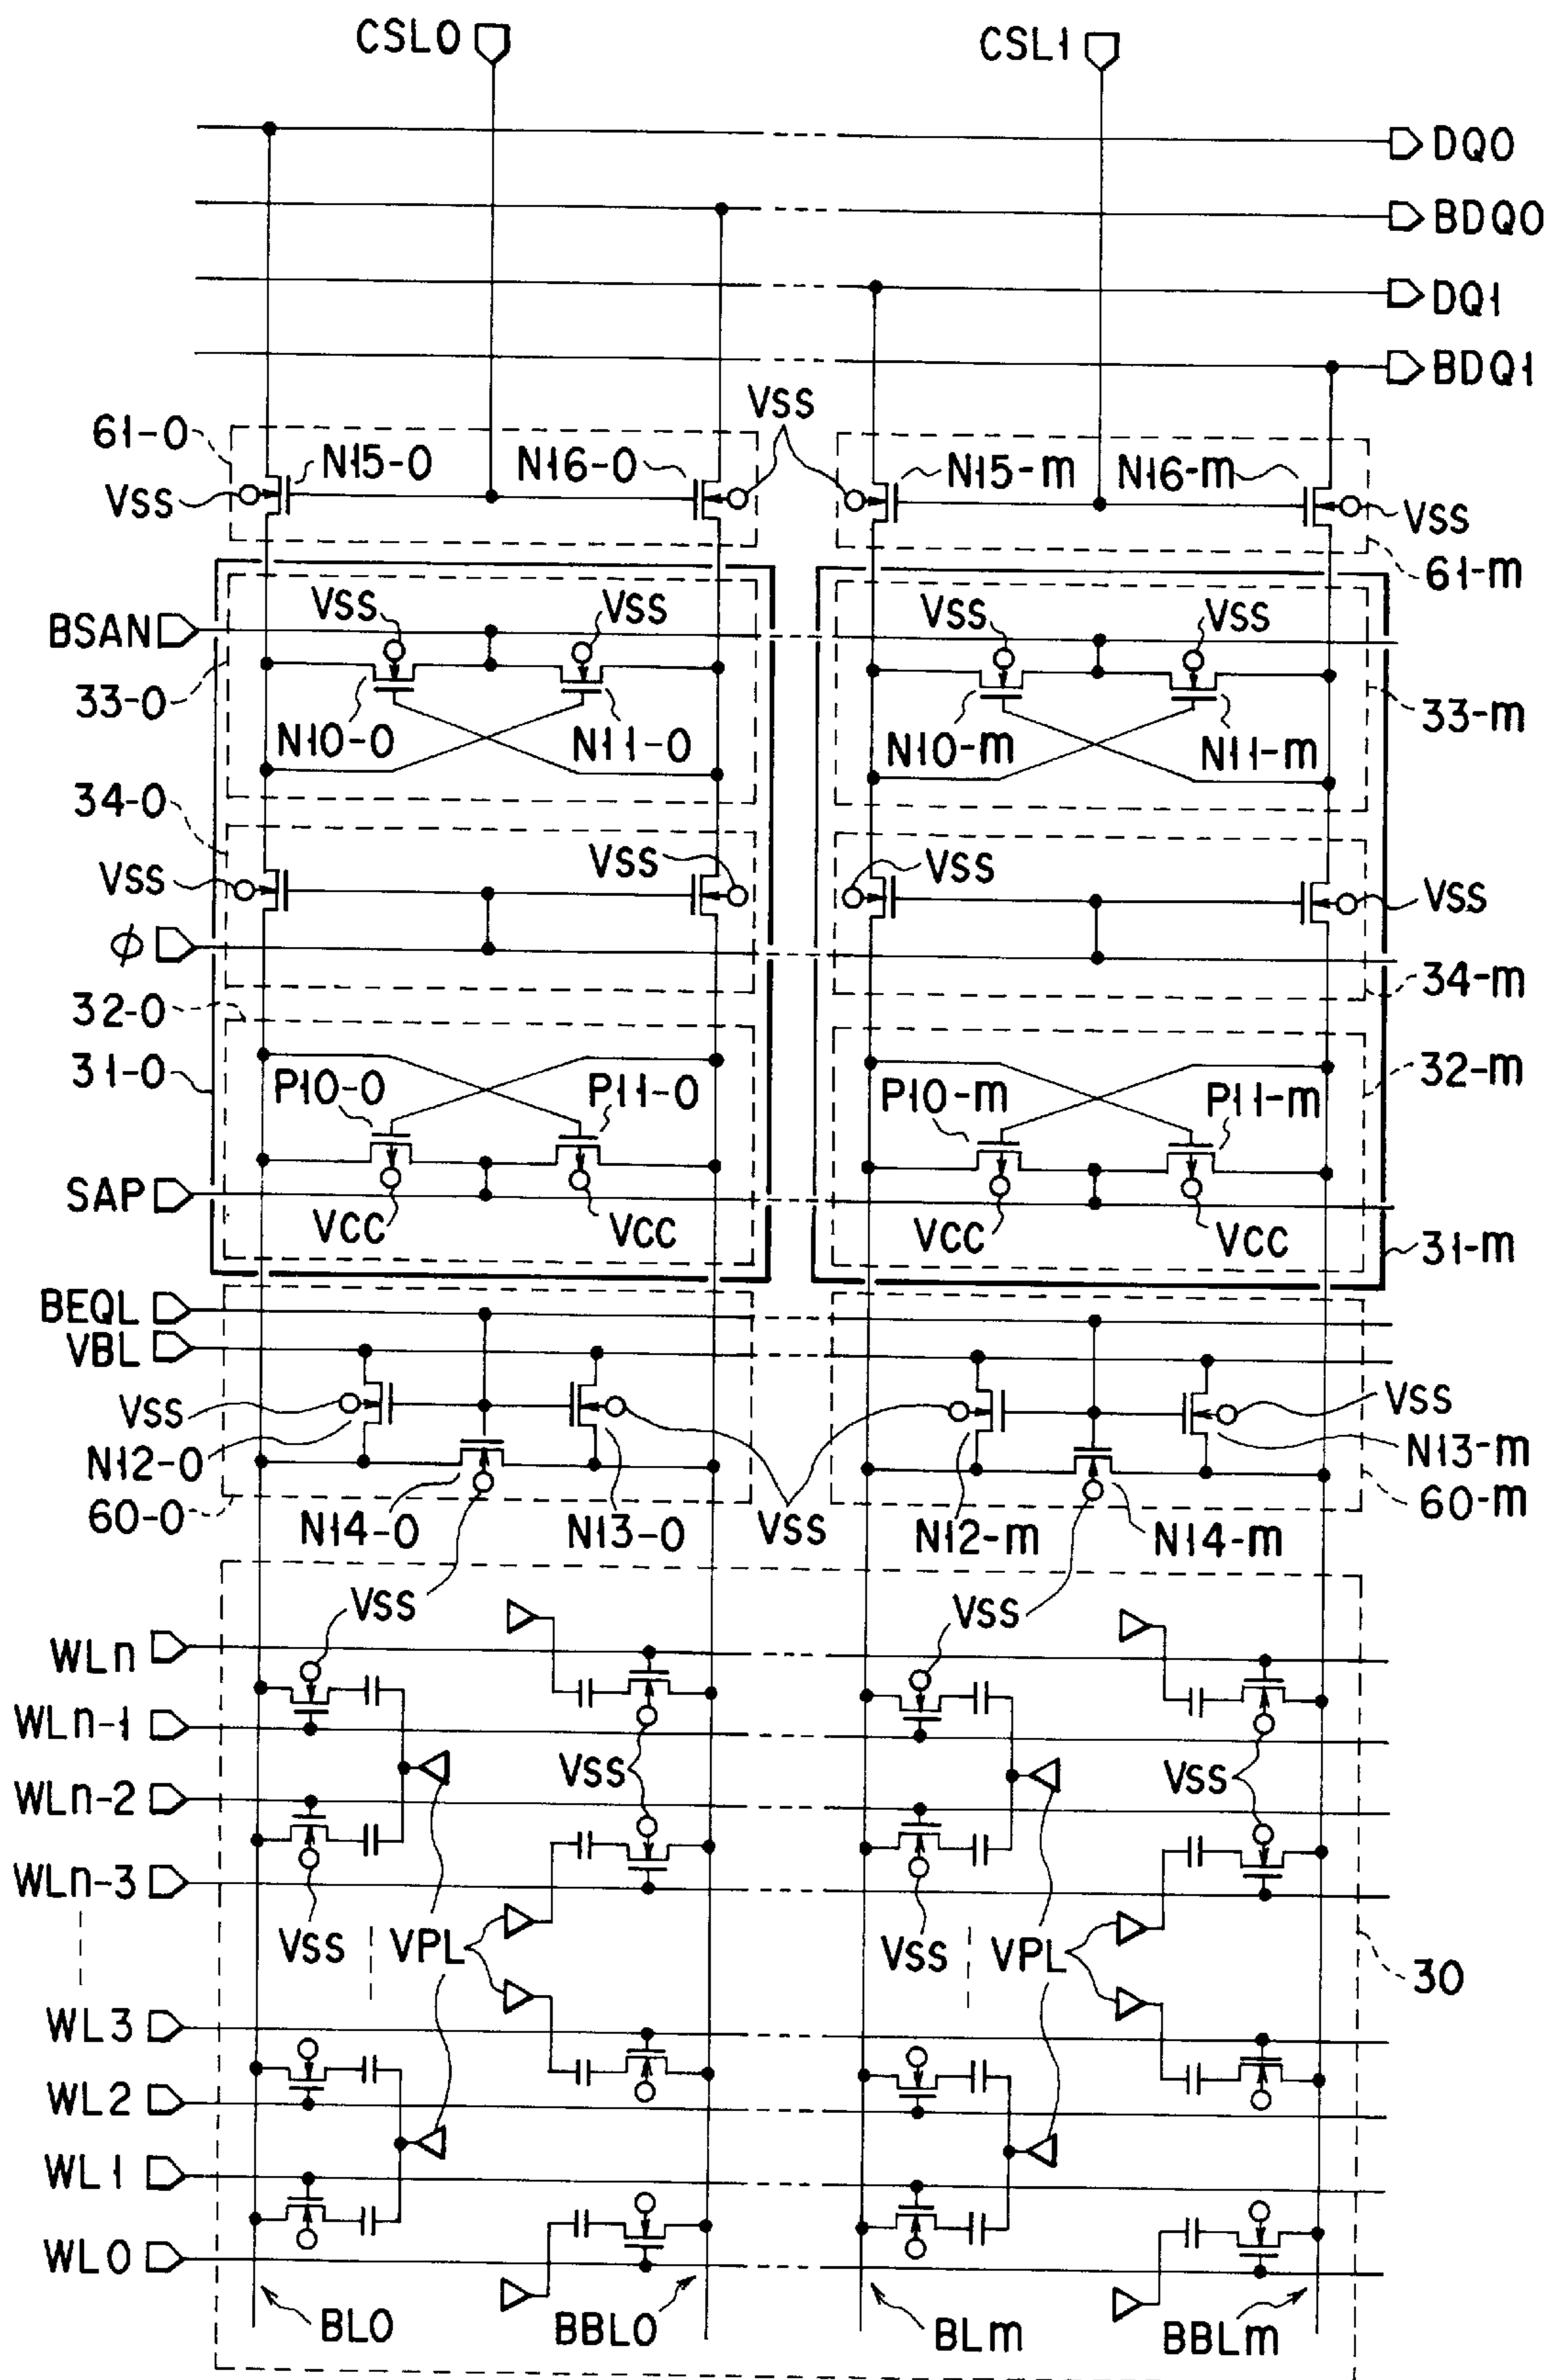 CSL0 CSL1
DQ0
BDQ0
DQ1
BDQ1
VSS
61-0 N15-0 N16-0 N15-m N16-m
VSS VSS
61-m
VSS VSS VSS VSS
BSAN
33-0 33-m
N10-0 N11-0 N10-m N11-m
34-0
VSS VSS VSS VSS
ϕ
34-m
32-0
31-0 32-m
P10-0 P11-0 P10-m P11-m
SAP
VCC VCC VCC VCC
31-m
BEQL
VBL
VSS VSS
N12-0 N13-m
60-0 60-m
N14-0 N13-0 VSS N12-m N14-m
VSS VSS
WLn
WLn-1
VSS VSS
WLn-2
WLn-3
VSS VPL VSS VPL
30
WL3
WL2
WL1
WL0
BL0 BBL0 BLm BBLm